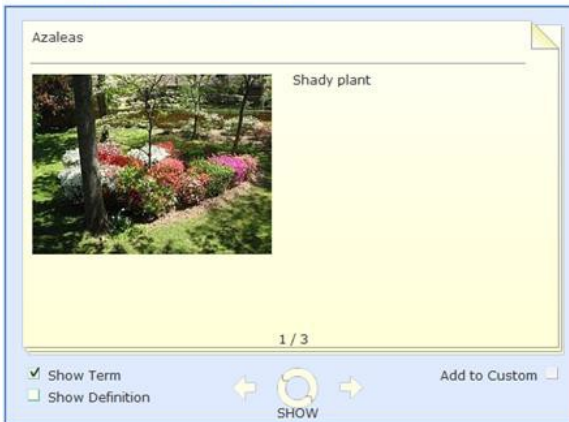 Azaleas
Shady plant
1 / 3
Show Term
Show Definition
SHOW
Add to Custom